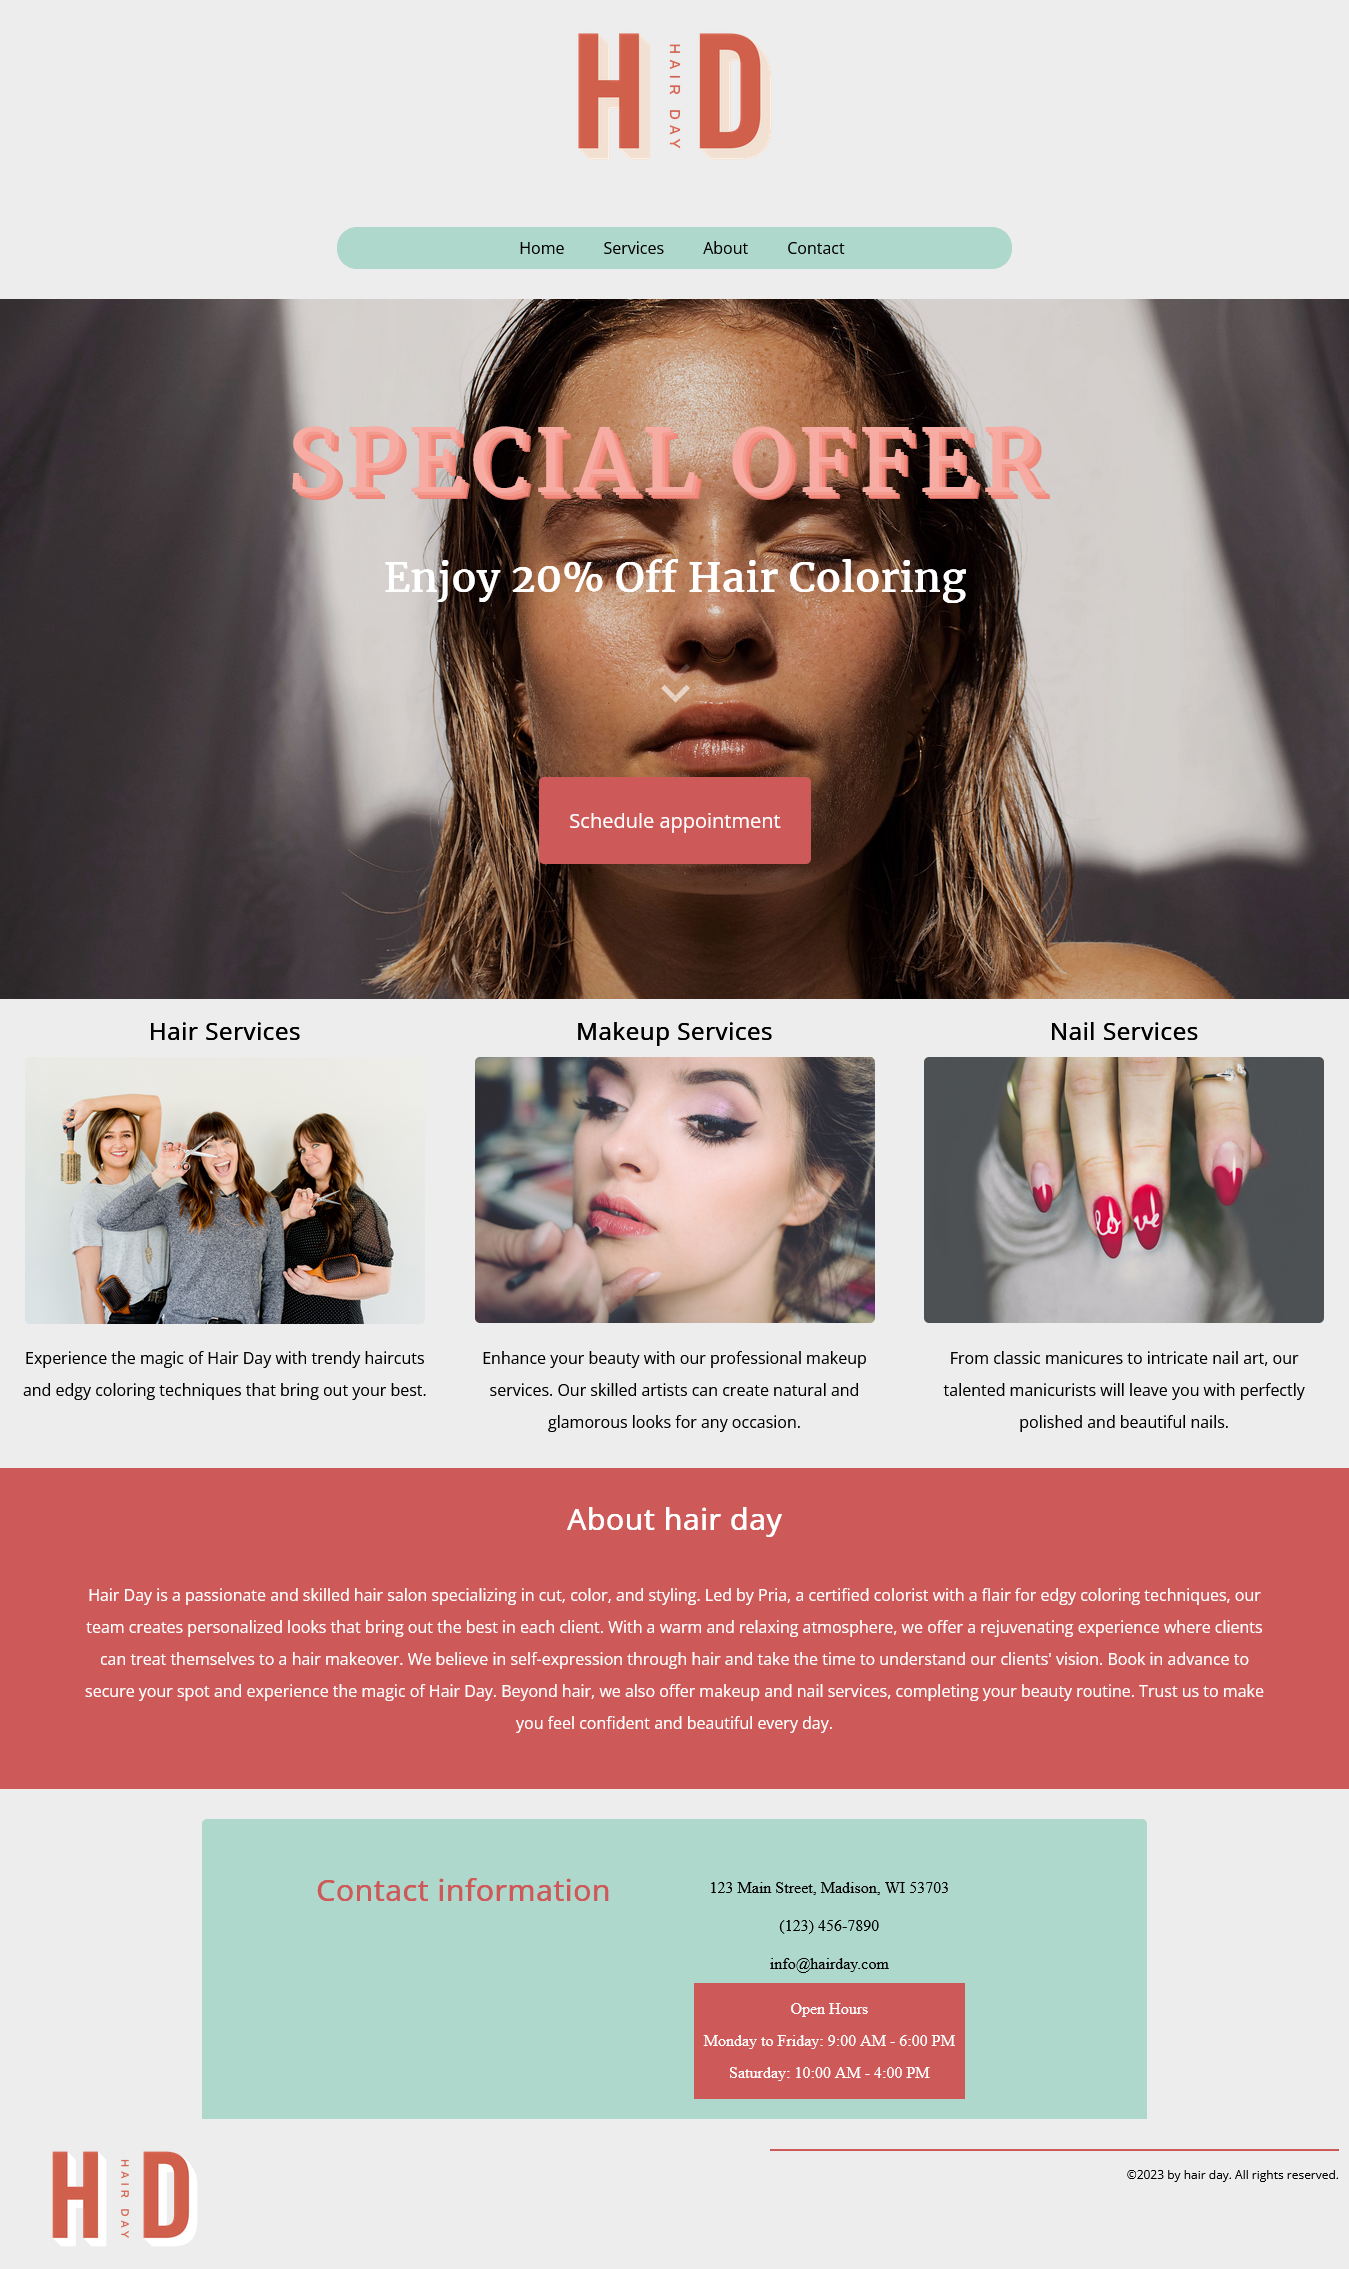 HD
HAIR DAY
Home Services About Contact
SPECIAL OFFER
Enjoy 20% Off Hair Coloring
Schedule appointment
Hair Services
Experience the magic of Hair Day with trendy haircuts
and edgy coloring techniques that bring out your best.
Makeup Services
Enhance your beauty with our professional makeup
services. Our skilled artists can create natural and
glamorous looks for any occasion.
Nail Services
lo ve
From classic manicures to intricate nail art, our
talented manicurists will leave you with perfectly
polished and beautiful nails.
About hair day
Hair Day is a passionate and skilled hair salon specializing in cut, color, and styling. Led by Pria, a certified colorist with a flair for edgy coloring techniques, our
team creates personalized looks that bring out the best in each client. With a warm and relaxing atmosphere, we offer a rejuvenating experience where clients
can treat themselves to a hair makeover. We believe in self-expression through hair and take the time to understand our clients' vision. Book in advance to
secure your spot and experience the magic of Hair Day. Beyond hair, we also offer makeup and nail services, completing your beauty routine. Trust us to make
you feel confident and beautiful every day.
Contact information
123 Main Street, Madison, WI 53703
(123) 456-7890
info@hairday.com
Open Hours
Monday to Friday: 9:00 AM - 6:00 PM
Saturday: 10:00 AM - 4:00 PM
HD
HAIR DAY
©2023 by hair day. All rights reserved.